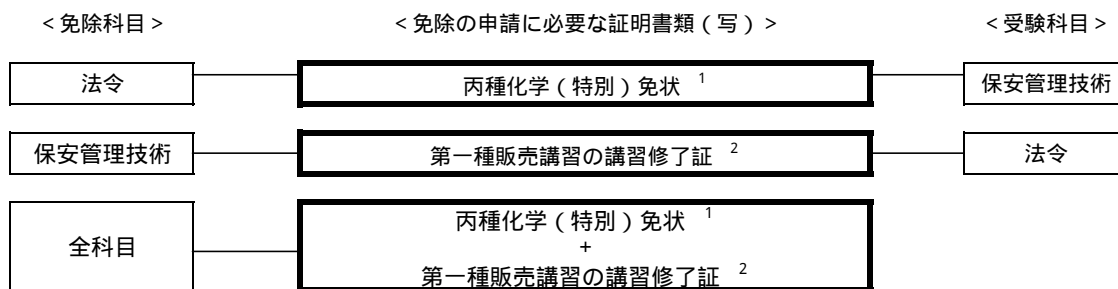 ＜免除科目＞ ＜免除の申請に必要な証明書類（写）＞ ＜受験科目＞
法令 丙種化学（特別）免状 1 保安管理技術
保安管理技術 第一種販売講習の講習修了証 2 法令
丙種化学（特別）免状 1
全科目 +
第一種販売講習の講習修了証 2